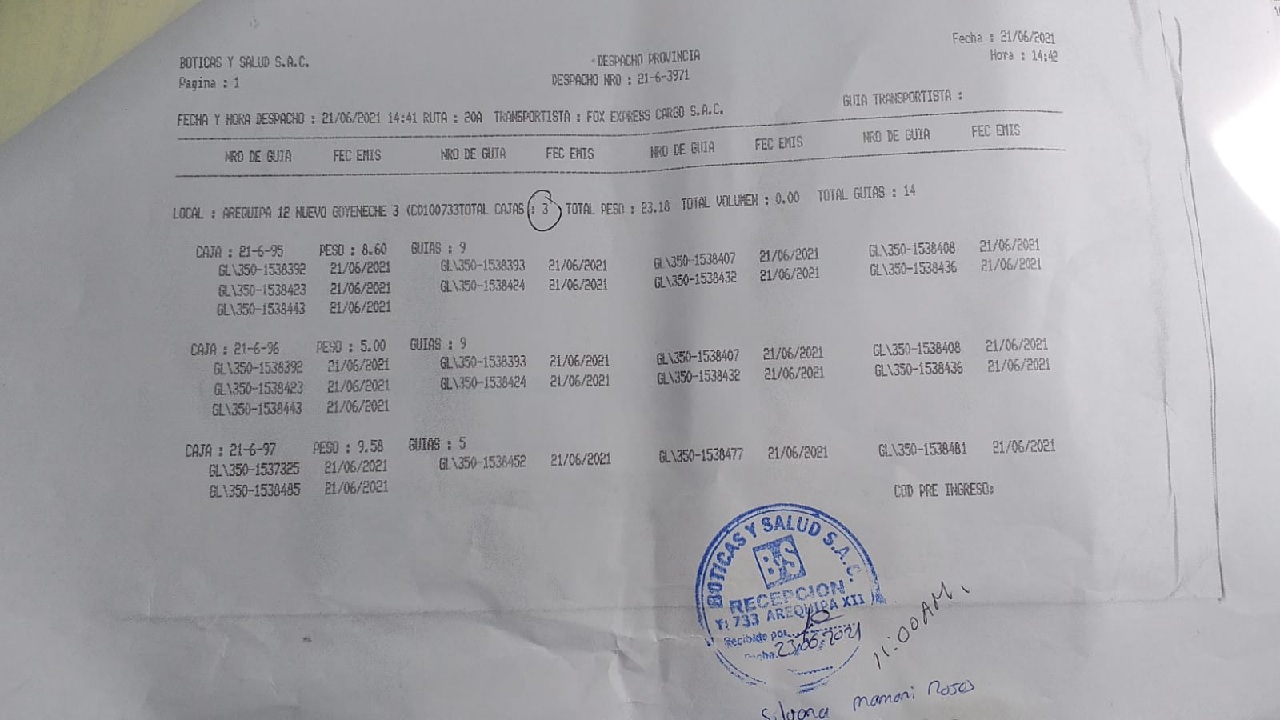 Fecha : 21/06/2021
BOTICAS Y SALUD S.A.C. DESPACHO PROVINCIA Hora : 14:42
Pagina : 1 DESPACHO NRO : 21-6-3971
GUIA TRANSPORTISTA :
FECHA Y HORA DESPACHO : 21/06/2021 14:41 RUTA : 20A TRANSPORTISTA : FOX EXPRESS CARGO S.A.C.
NRO DE GUIA FEC EMIS NRO DE GUIA FEC EMIS NRO DE GUIA FEC EMIS NRO DE GUIA FEC EMIS
LOCAL : AREQUIPA 12 NUEVO GOYENECHE 3 (CD100733TOTAL CAJAS : 3 TOTAL PESO : 23.18 TOTAL VOLUMEN : 0.00 TOTAL GUIAS : 14
CAJA : 21-6-95 PESO : 8.60 GUIAS : 9
GL\350-1538392 21/06/2021 GL\350-1538393 21/06/2021 GL\350-1538407 21/06/2021 GL\350-1538408 21/06/2021
GL\350-1538423 21/06/2021 GL\350-1538424 21/06/2021 GL\350-1538432 21/06/2021 GL\350-1538436 21/06/2021
GL\350-1538443 21/06/2021
CAJA : 21-6-96 PESO : 5.00 GUIAS : 9
GL\350-1538392 21/06/2021 GL\350-1538393 21/06/2021 GL\350-1538407 21/06/2021 GL\350-1538408 21/06/2021
GL\350-1538423 21/06/2021 GL\350-1538424 21/06/2021 GL\350-1538432 21/06/2021 GL\350-1538436 21/06/2021
GL\350-1538443 21/06/2021
CAJA : 21-6-97 PESO : 9.58 GUIAS : 5
GL\350-1537325 21/06/2021 GL\350-1538452 21/06/2021 GL\350-1538477 21/06/2021 GL\350-1538481 21/06/2021
GL\350-1538485 21/06/2021 COD PRE INGRESO:
BOTICAS Y SALUD S.A.C.
B&S
RECEPCION
733 AREQUIPA XII
Recibido por
Fecha 23/06/2021
11:00AM.
Silvana Mamani Rosas